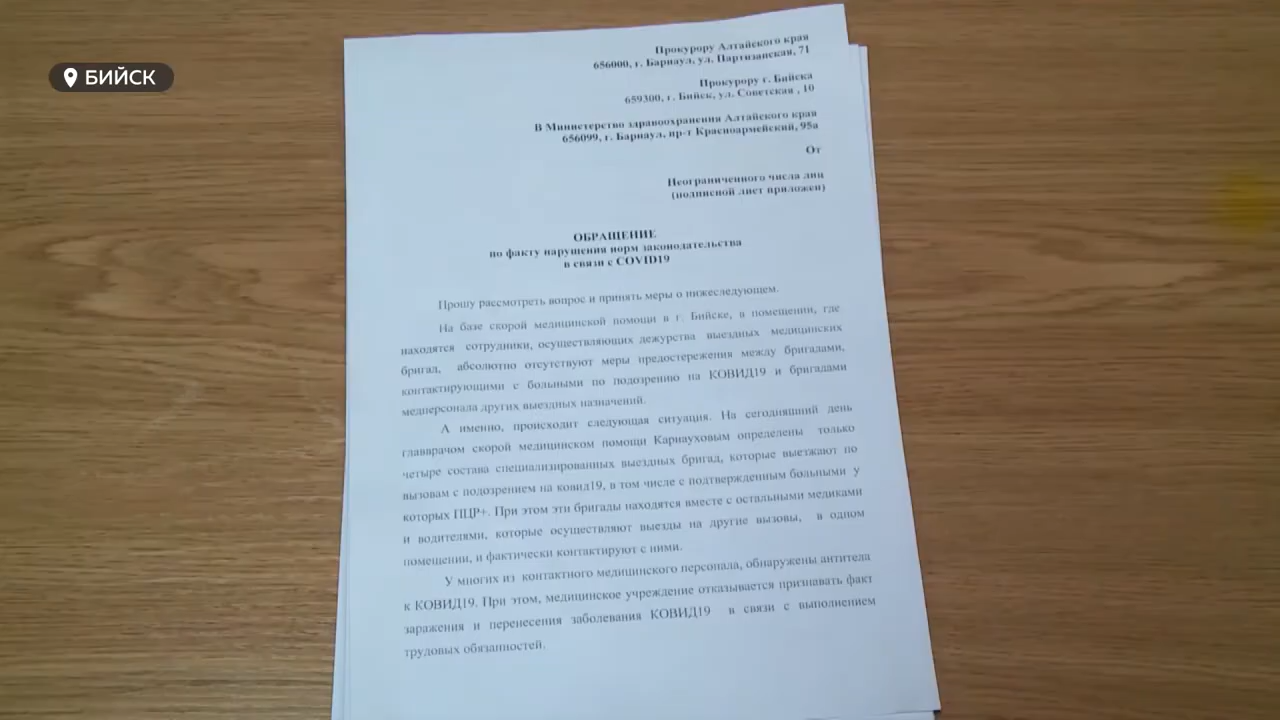 БИЙСК
Прокурору Алтайского края
656000, г. Барнаул, ул. Партизанская, 71
Прокурору г. Бийска
659300, г. Бийск, ул. Советская , 10
В Министерство здравоохранения Алтайского края
656099, г. Барнаул, пр-т Красноармейский, 95а
От
Неограниченного числа лиц
(подписной лист приложен)
ОБРАЩЕНИЕ
по факту нарушения норм законодательства
в связи с COVID19
Прошу рассмотреть вопрос и принять меры о нижеследующем.
На базе скорой медицинской помощи в г. Бийске, в помещении, где
находятся сотрудники, осуществляющих дежурства выездных медицинских
бригад, абсолютно отсутствуют меры предостережения между бригадами,
контактирующими с больными по подозрению на КОВИД19 и бригадами
медперсонала других выездных назначений.
А именно, происходит следующая ситуация. На сегодняшний день
главврачом скорой медицинском помощи Карнауховым определены только
четыре состава специализированных выездных бригад, которые выезжают по
вызовам с подозрением на ковид19, в том числе с подтвержденным больными у
которых ПЦР+. При этом эти бригады находятся вместе с остальными медиками
и водителями, которые осуществляют выезды на другие вызовы, в одном
помещении, и фактически контактируют с ними.
У многих из контактного медицинского персонала, обнаружены антитела
к КОВИД19. При этом, медицинское учреждение отказывается признавать факт
заражения и перенесения заболевания КОВИД19 в связи с выполнением
трудовых обязанностей.